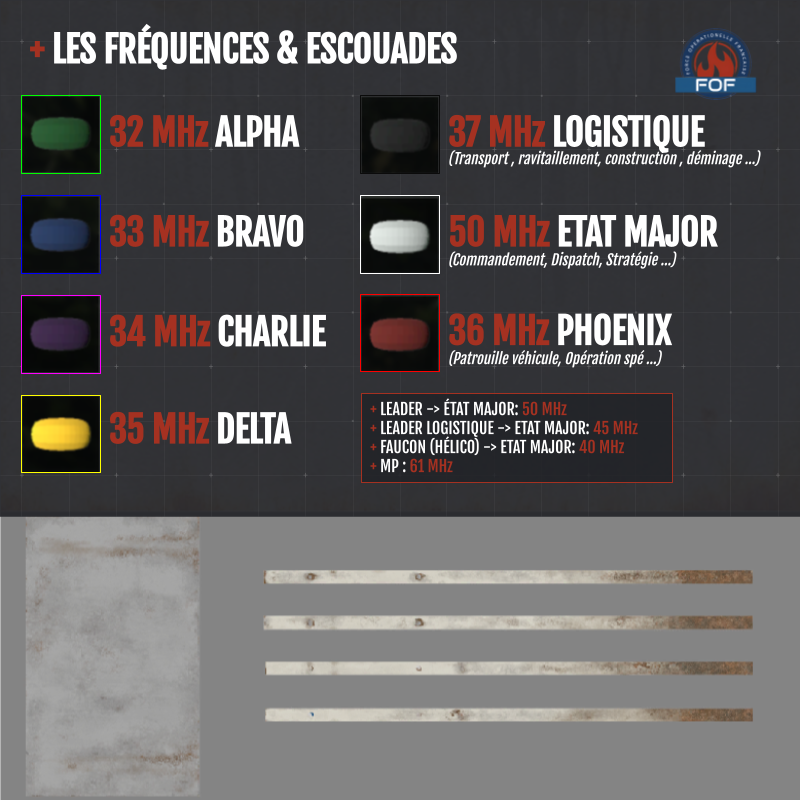 + LES FRÉQUENCES & ESCOUADES
FORCE OPERATIONELLE FRANÇAISE
FOF
32 MHz ALPHA
33 MHz BRAVO
34 MHz CHARLIE
35 MHz DELTA
37 MHz LOGISTIQUE
(Transport , ravitaillement, construction , déminage ...)
50 MHz ETAT MAJOR
(Commandement, Dispatch, Stratégie ...)
36 MHz PHOENIX
(Patrouille véhicule, Opération spé ...)
+ LEADER -> ÉTAT MAJOR: 50 MHz
+ LEADER LOGISTIQUE -> ETAT MAJOR: 45 MHz
+ FAUCON (HÉLICO) -> ETAT MAJOR: 40 MHz
+ MP : 61 MHz